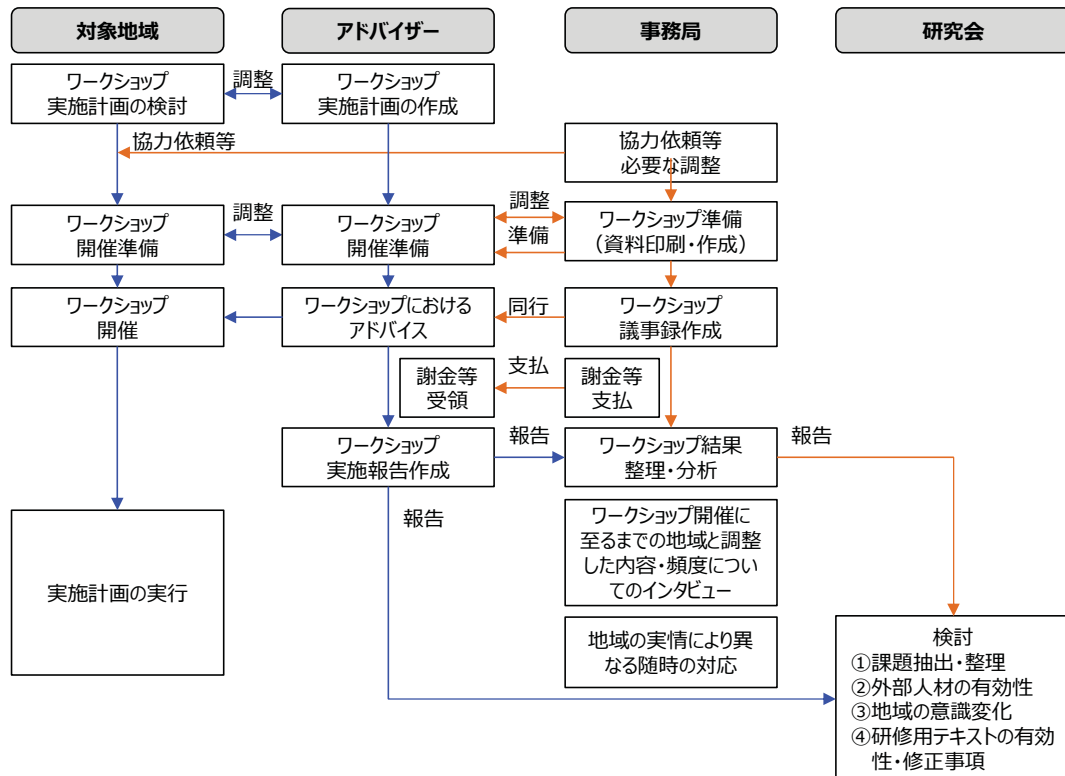 対象地域
アドバイザー
事務局
研究会
ワークショップ
実施計画の検討
調整
ワークショップ
実施計画の作成
協力依頼等
協力依頼等
必要な調整
ワークショップ
開催準備
調整
ワークショップ
開催準備
調整
準備
ワークショップ準備
(資料印刷・作成)
ワークショップ
開催
ワークショップにおける
アドバイス
同行
ワークショップ
議事録作成
謝金等
受領
支払
謝金等
支払
ワークショップ
実施報告作成
報告
ワークショップ結果
整理・分析
報告
報告
ワークショップ開催に
至るまでの地域と調整
した内容・頻度につい
てのインタビュー
実施計画の実行
地域の実情により異
なる随時の対応
検討
①課題抽出・整理
②外部人材の有効性
③地域の意識変化
④研修用テキストの有効
性・修正事項